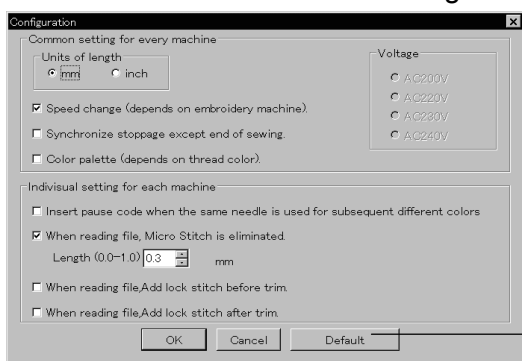 Configuration
Common setting for every machine
Units of length
mm inch
Voltage
AC200V
AC220V
AC230V
AC240V
Speed change (depends on embroidery machine).
Synchronize stoppage except end of sewing.
Color palette (depends on thread color).
Indivisual setting for each machine
Insert pause code when the same needle is used for subsequent different colors
When reading file, Micro Stitch is eliminated.
Length (0.0-1.0) 0.3 mm
When reading file,Add lock stitch before trim.
When reading file,Add lock stitch after trim.
OK Cancel Default